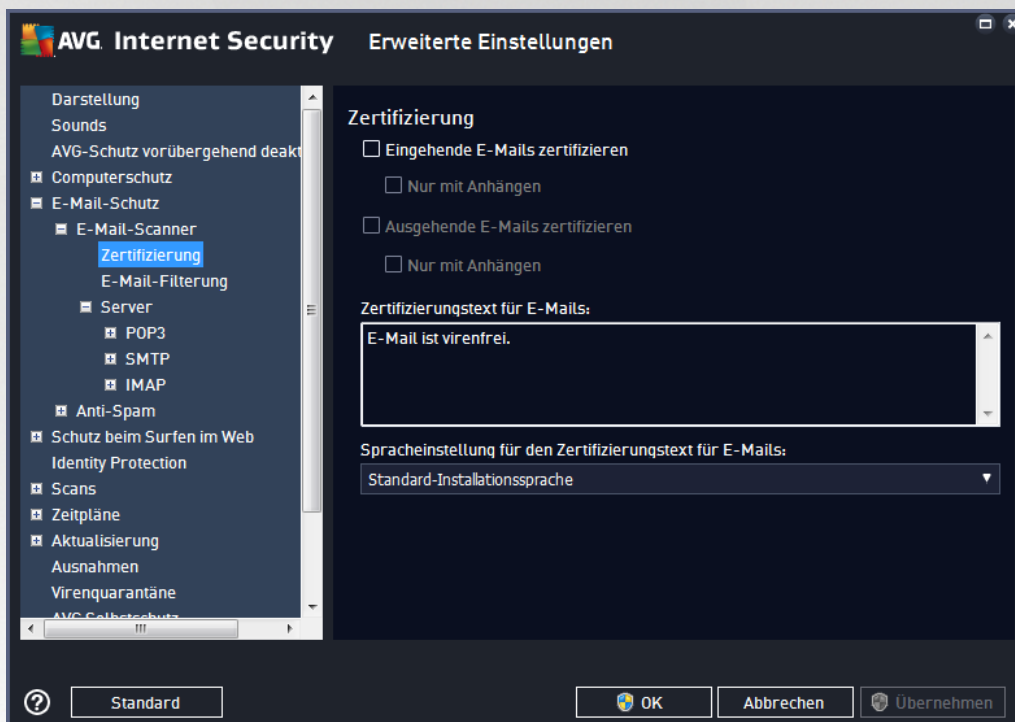 AVG. Internet Security Erweiterte Einstellungen
Darstellung
Sounds
AVG-Schutz vorübergehend deakt
Computerschutz
E-Mail-Schutz
E-Mail-Scanner
Zertifizierung
E-Mail-Filterung
Server
POP3
SMTP
IMAP
Anti-Spam
Schutz beim Surfen im Web
Identity Protection
Scans
Zeitpläne
Aktualisierung
Ausnahmen
Virenquarantäne
AVG Selbstschutz
Zertifizierung
Eingehende E-Mails zertifizieren
Nur mit Anhängen
Ausgehende E-Mails zertifizieren
Nur mit Anhängen
Zertifizierungstext für E-Mails:
E-Mail ist virenfrei.
Spracheinstellung für den Zertifizierungstext für E-Mails:
Standard-Installationssprache
Standard
OK
Abbrechen
Übernehmen